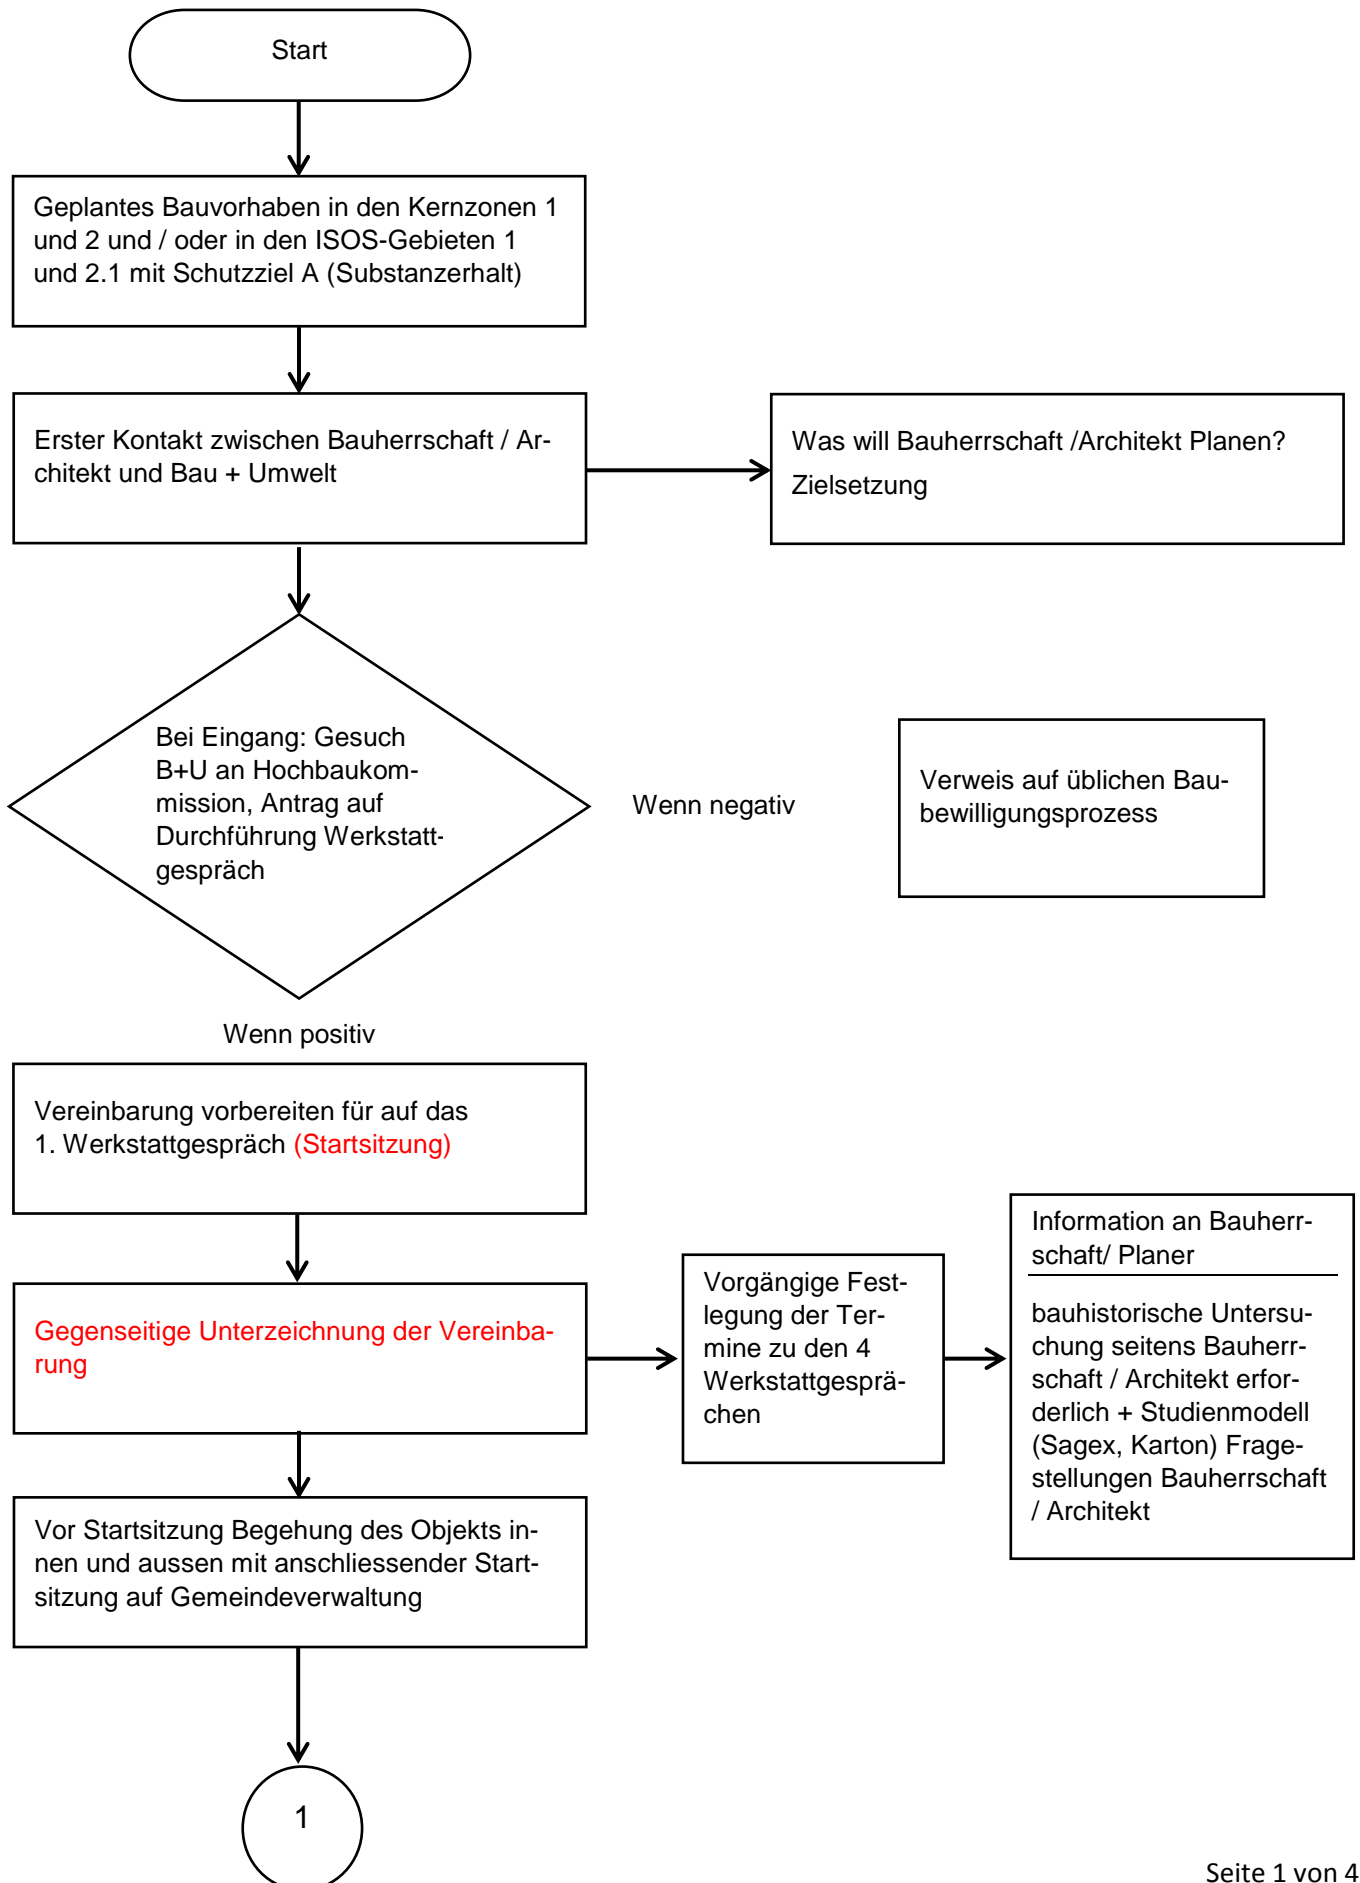 Start
Geplantes Bauvorhaben in den Kernzonen 1
und 2 und / oder in den ISOS-Gebieten 1
und 2.1 mit Schutzziel A (Substanzerhalt)
Erster Kontakt zwischen Bauherrschaft / Ar-
chitekt und Bau + Umwelt
Was will Bauherrschaft /Architekt Planen?
Zielsetzung
Bei Eingang: Gesuch
B+U an Hochbaukom-
mission, Antrag auf
Durchführung Werkstatt-
gespräch
Wenn negativ
Verweis auf üblichen Bau-
bewilligungsprozess
Wenn positiv
Vereinbarung vorbereiten für auf das
1. Werkstattgespräch (Startsitzung)
Gegenseitige Unterzeichnung der Vereinba-
rung
Vorgängige Fest-
legung der Ter-
mine zu den 4
Werkstattgesprä-
chen
Information an Bauherr-
schaft/ Planer
bauhistorische Untersu-
chung seitens Bauherr-
schaft / Architekt erfor-
derlich + Studienmodell
(Sagex, Karton) Frage-
stellungen Bauherrschaft
/ Architekt
Vor Startsitzung Begehung des Objekts in-
nen und aussen mit anschliessender Start-
sitzung auf Gemeindeverwaltung
1
Seite 1 von 4